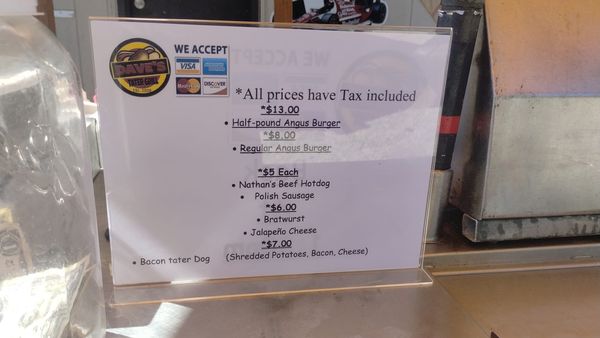 DAVE'S
WE ACCEPT
VISA
DISCOVER
*All prices have Tax included
*$13.00
• Half-pound Angus Burger
*$8.00
• Regular Angus Burger
*$5 Each
• Nathan's Beef Hotdog
• Polish Sausage
*$6.00
• Bratwurst
• Jalapeño Cheese
*$7.00
• Bacon tater Dog (Shredded Potatoes, Bacon, Cheese)